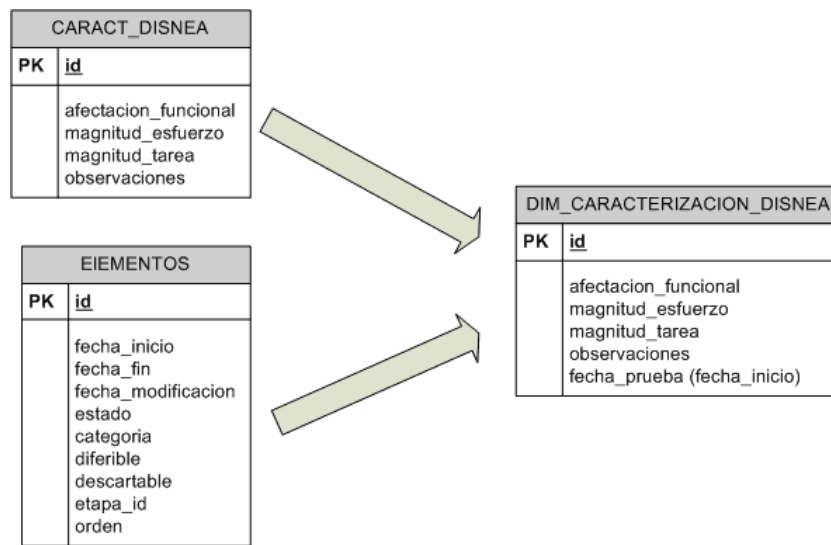 CARACT_DISNEA
PK id
afectacion_funcional
magnitud_esfuerzo
magnitud_tarea
observaciones
ElEMENTOS
PK id
fecha_inicio
fecha_fin
fecha_modificacion
estado
categoria
diferible
descartable
etapa_id
orden
DIM_CARACTERIZACION_DISNEA
PK id
afectacion_funcional
magnitud_esfuerzo
magnitud_tarea
observaciones
fecha_prueba (fecha_inicio)